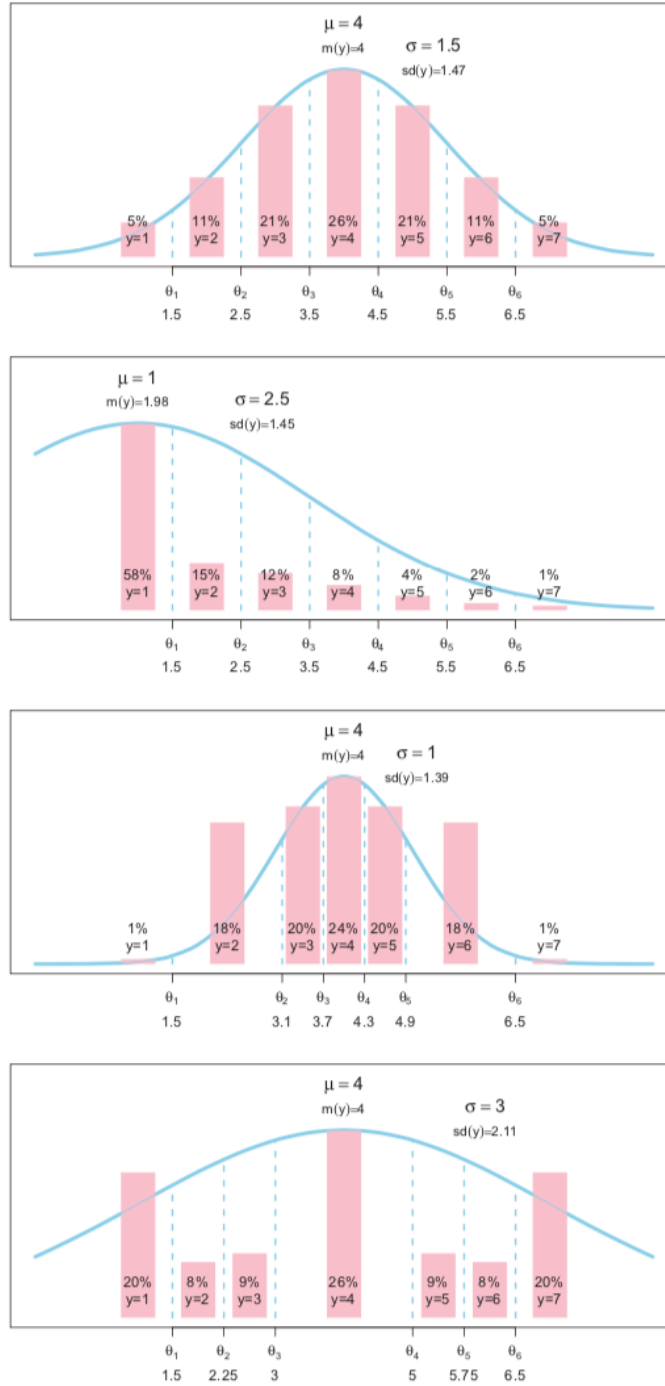 μ = 4
m(y)=4
σ = 1.5
sd(y)=1.47
5% 11% 21% 26% 21% 11% 5%
y=1 y=2 y=3 y=4 y=5 y=6 y=7
θ1 θ2 θ3 θ4 θ5 θ6
1.5 2.5 3.5 4.5 5.5 6.5
μ = 1
m(y)=1.98
σ = 2.5
sd(y)=1.45
58% 15% 12% 8% 4% 2% 1%
y=1 y=2 y=3 y=4 y=5 y=6 y=7
θ1 θ2 θ3 θ4 θ5 θ6
1.5 2.5 3.5 4.5 5.5 6.5
μ = 4
m(y)=4
σ = 1
sd(y)=1.39
1% 18% 20% 24% 20% 18% 1%
y=1 y=2 y=3 y=4 y=5 y=6 y=7
θ1 θ2 θ3 θ4 θ5 θ6
1.5 3.1 3.7 4.3 4.9 6.5
μ = 4
m(y)=4
σ = 3
sd(y)=2.11
20% 8% 9% 26% 9% 8% 20%
y=1 y=2 y=3 y=4 y=5 y=6 y=7
θ1 θ2 θ3 θ4 θ5 θ6
1.5 2.25 3 5 5.75 6.5